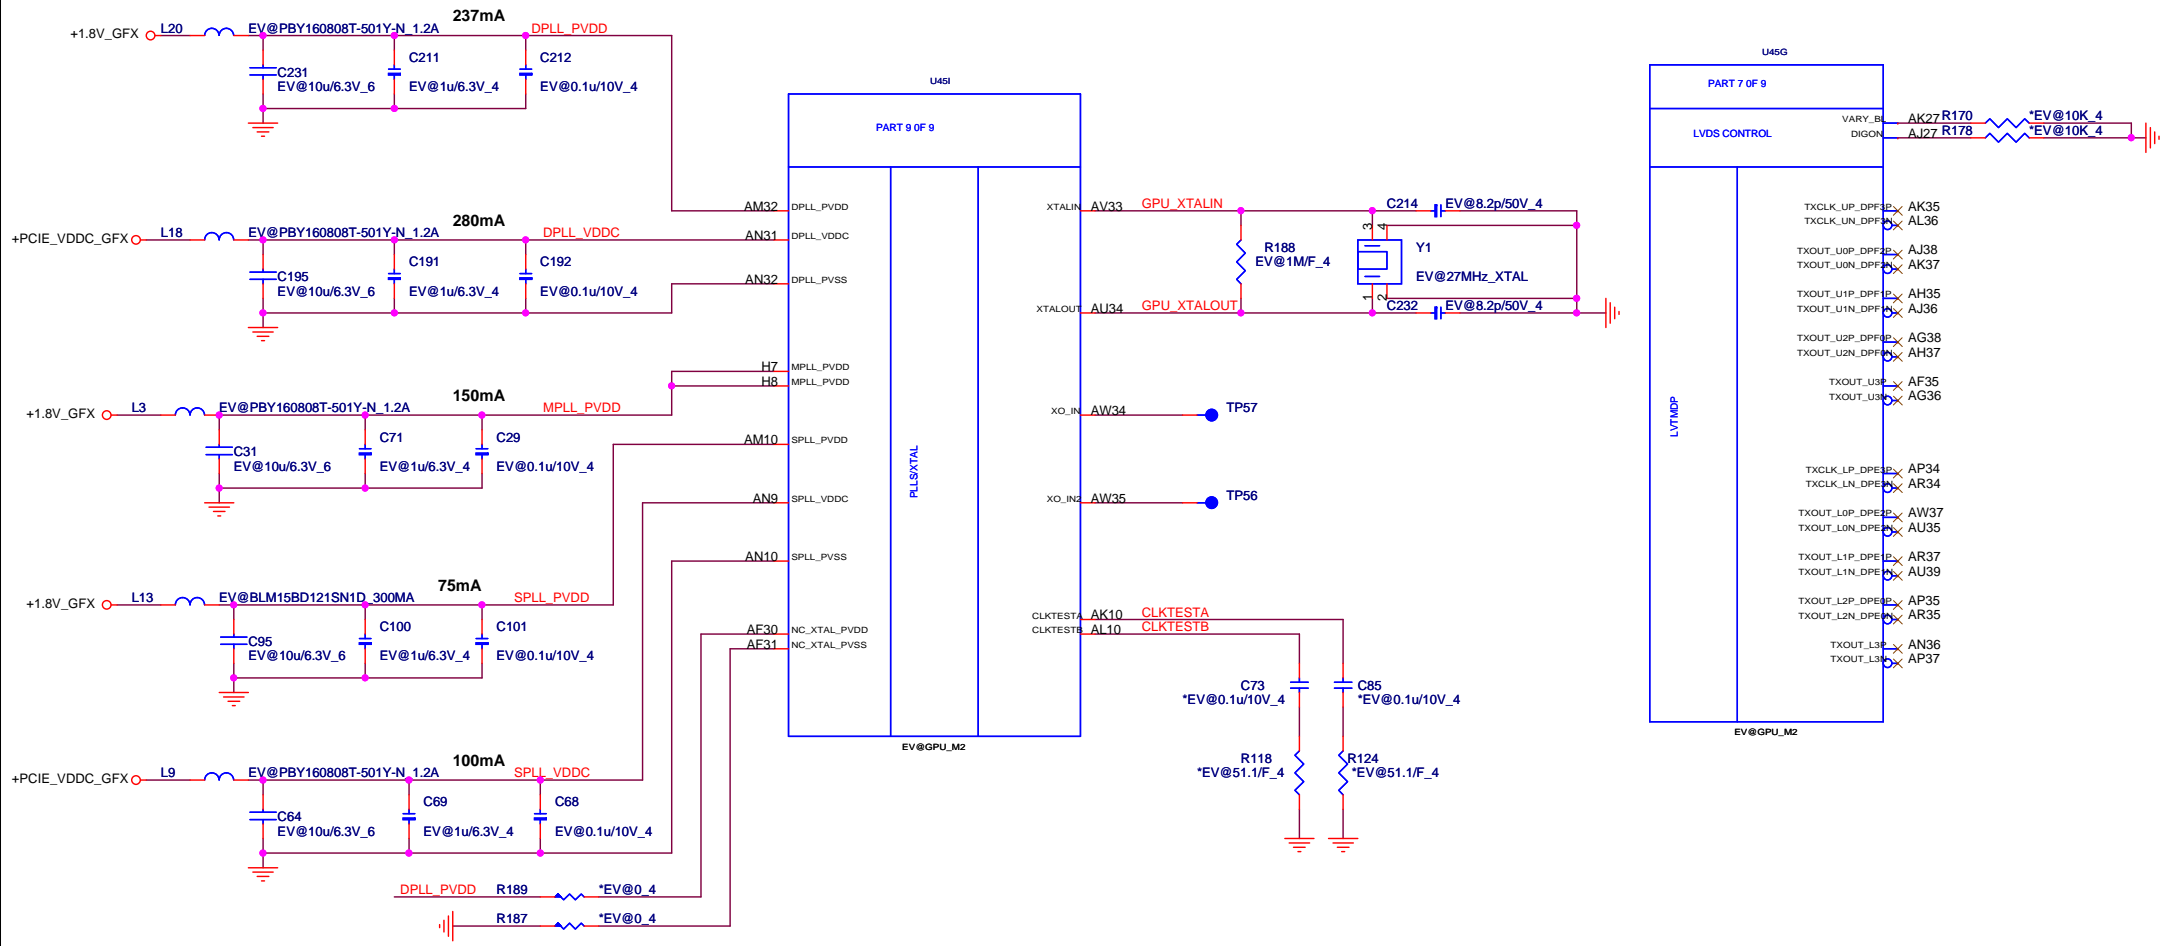 237mA
+1.8V_GFX
L20
EV@PBY160808T-501Y-N_1.2A
DPLL_PVDD
C231
EV@10u/6.3V_6
C211
EV@1u/6.3V_4
C212
EV@0.1u/10V_4
280mA
+PCIE_VDDC_GFX
L18
EV@PBY160808T-501Y-N_1.2A
DPLL_VDDC
C195
EV@10u/6.3V_6
C191
EV@1u/6.3V_4
C192
EV@0.1u/10V_4
150mA
+1.8V_GFX
L3
EV@PBY160808T-501Y-N_1.2A
MPLL_PVDD
C31
EV@10u/6.3V_6
C71
EV@1u/6.3V_4
C29
EV@0.1u/10V_4
75mA
+1.8V_GFX
L13
EV@BLM15BD121SN1D_300MA
SPLL_PVDD
C95
EV@10u/6.3V_6
C100
EV@1u/6.3V_4
C101
EV@0.1u/10V_4
100mA
+PCIE_VDDC_GFX
L9
EV@PBY160808T-501Y-N_1.2A
SPLL_VDDC
C64
EV@10u/6.3V_6
C69
EV@1u/6.3V_4
C68
EV@0.1u/10V_4
DPLL_PVDD
R189
*EV@0_4
R187
*EV@0_4
U45I
PART 9 0F 9
PLLS/XTAL
AM32 DPLL_PVDD
AN31 DPLL_VDDC
AN32 DPLL_PVSS
H7 MPLL_PVDD
H8 MPLL_PVDD
AM10 SPLL_PVDD
AN9 SPLL_VDDC
AN10 SPLL_PVSS
AF30 NC_XTAL_PVDD
AF31 NC_XTAL_PVSS
XTALIN AV33 GPU_XTALIN
XTALOUT AU34 GPU_XTALOUT
XO_IN AW34
TP57
XO_IN2 AW35
TP56
CLKTESTA AK10 CLKTESTA
CLKTESTB AL10 CLKTESTB
EV@GPU_M2
R188
EV@1M/F_4
C214
EV@8.2p/50V_4
3
4
Y1
EV@27MHz_XTAL
1
2
C232
EV@8.2p/50V_4
C73
*EV@0.1u/10V_4
C85
*EV@0.1u/10V_4
R118
*EV@51.1/F_4
R124
*EV@51.1/F_4
U45G
PART 7 0F 9
LVDS CONTROL
LVTMDP
VARY_BL AK27 R170 *EV@10K_4
DIGON AJ27 R178 *EV@10K_4
TXCLK_UP_DPF3P AK35
TXCLK_UN_DPF3N AL36
TXOUT_U0P_DPF2P AJ38
TXOUT_U0N_DPF2N AK37
TXOUT_U1P_DPF1P AH35
TXOUT_U1N_DPF1N AJ36
TXOUT_U2P_DPF0P AG38
TXOUT_U2N_DPF0N AH37
TXOUT_U3P AF35
TXOUT_U3N AG36
TXCLK_LP_DPE3P AP34
TXCLK_LN_DPE3N AR34
TXOUT_L0P_DPE2P AW37
TXOUT_L0N_DPE2N AU35
TXOUT_L1P_DPE1P AR37
TXOUT_L1N_DPE1N AU39
TXOUT_L2P_DPE0P AP35
TXOUT_L2N_DPE0N AR35
TXOUT_L3P AN36
TXOUT_L3N AP37
EV@GPU_M2